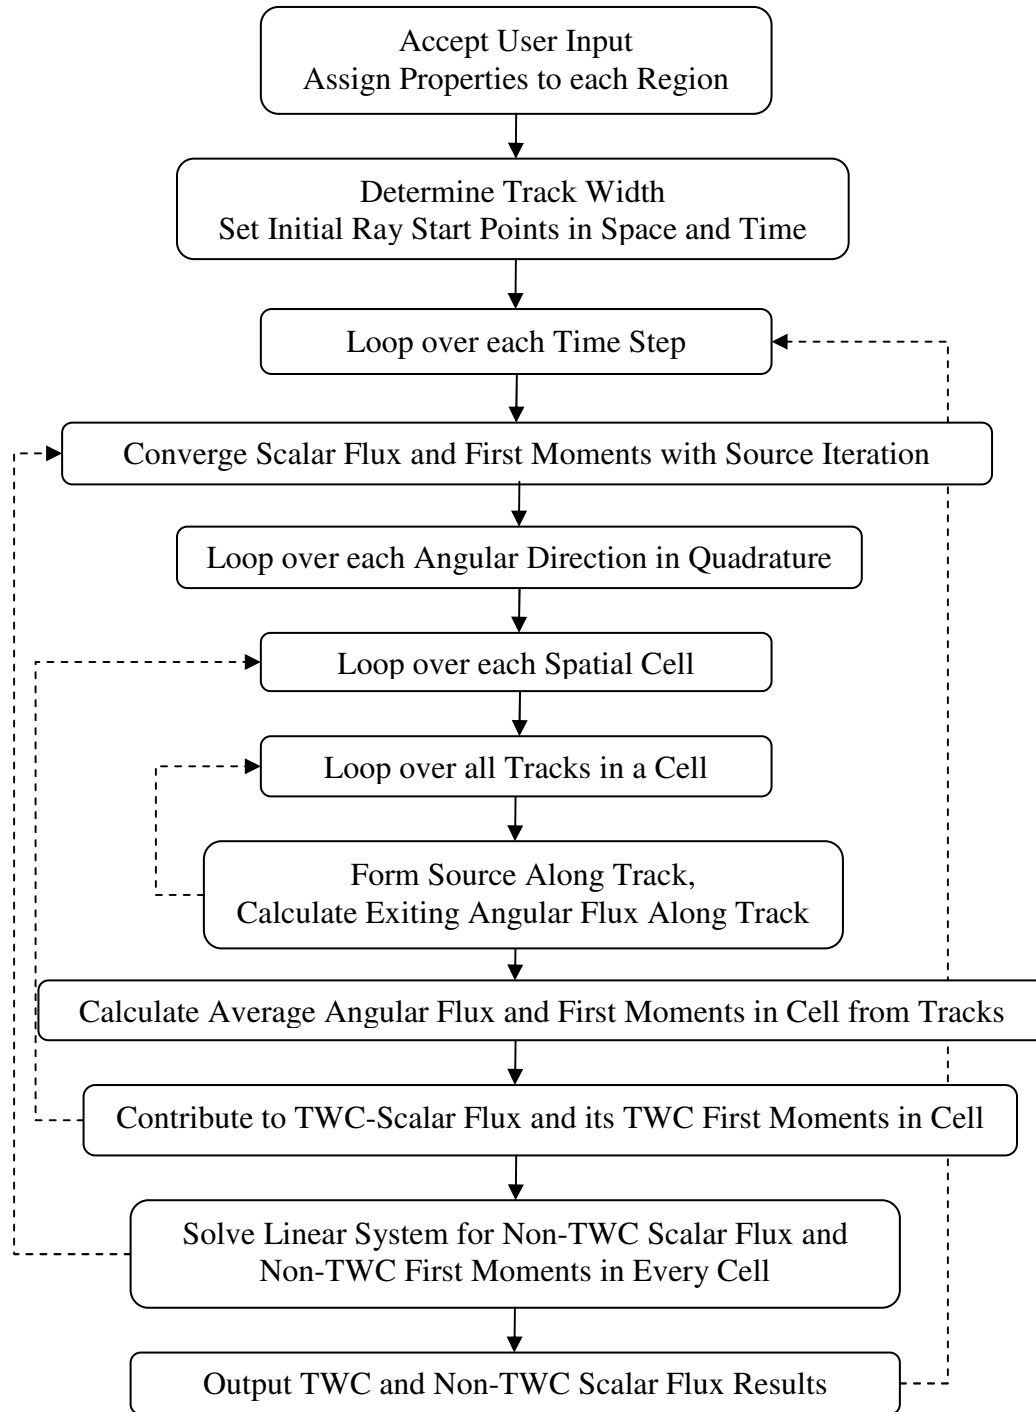 Accept User Input
Assign Properties to each Region
Determine Track Width
Set Initial Ray Start Points in Space and Time
Loop over each Time Step
Converge Scalar Flux and First Moments with Source Iteration
Loop over each Angular Direction in Quadrature
Loop over each Spatial Cell
Loop over all Tracks in a Cell
Form Source Along Track,
Calculate Exiting Angular Flux Along Track
Calculate Average Angular Flux and First Moments in Cell from Tracks
Contribute to TWC-Scalar Flux and its TWC First Moments in Cell
Solve Linear System for Non-TWC Scalar Flux and
Non-TWC First Moments in Every Cell
Output TWC and Non-TWC Scalar Flux Results